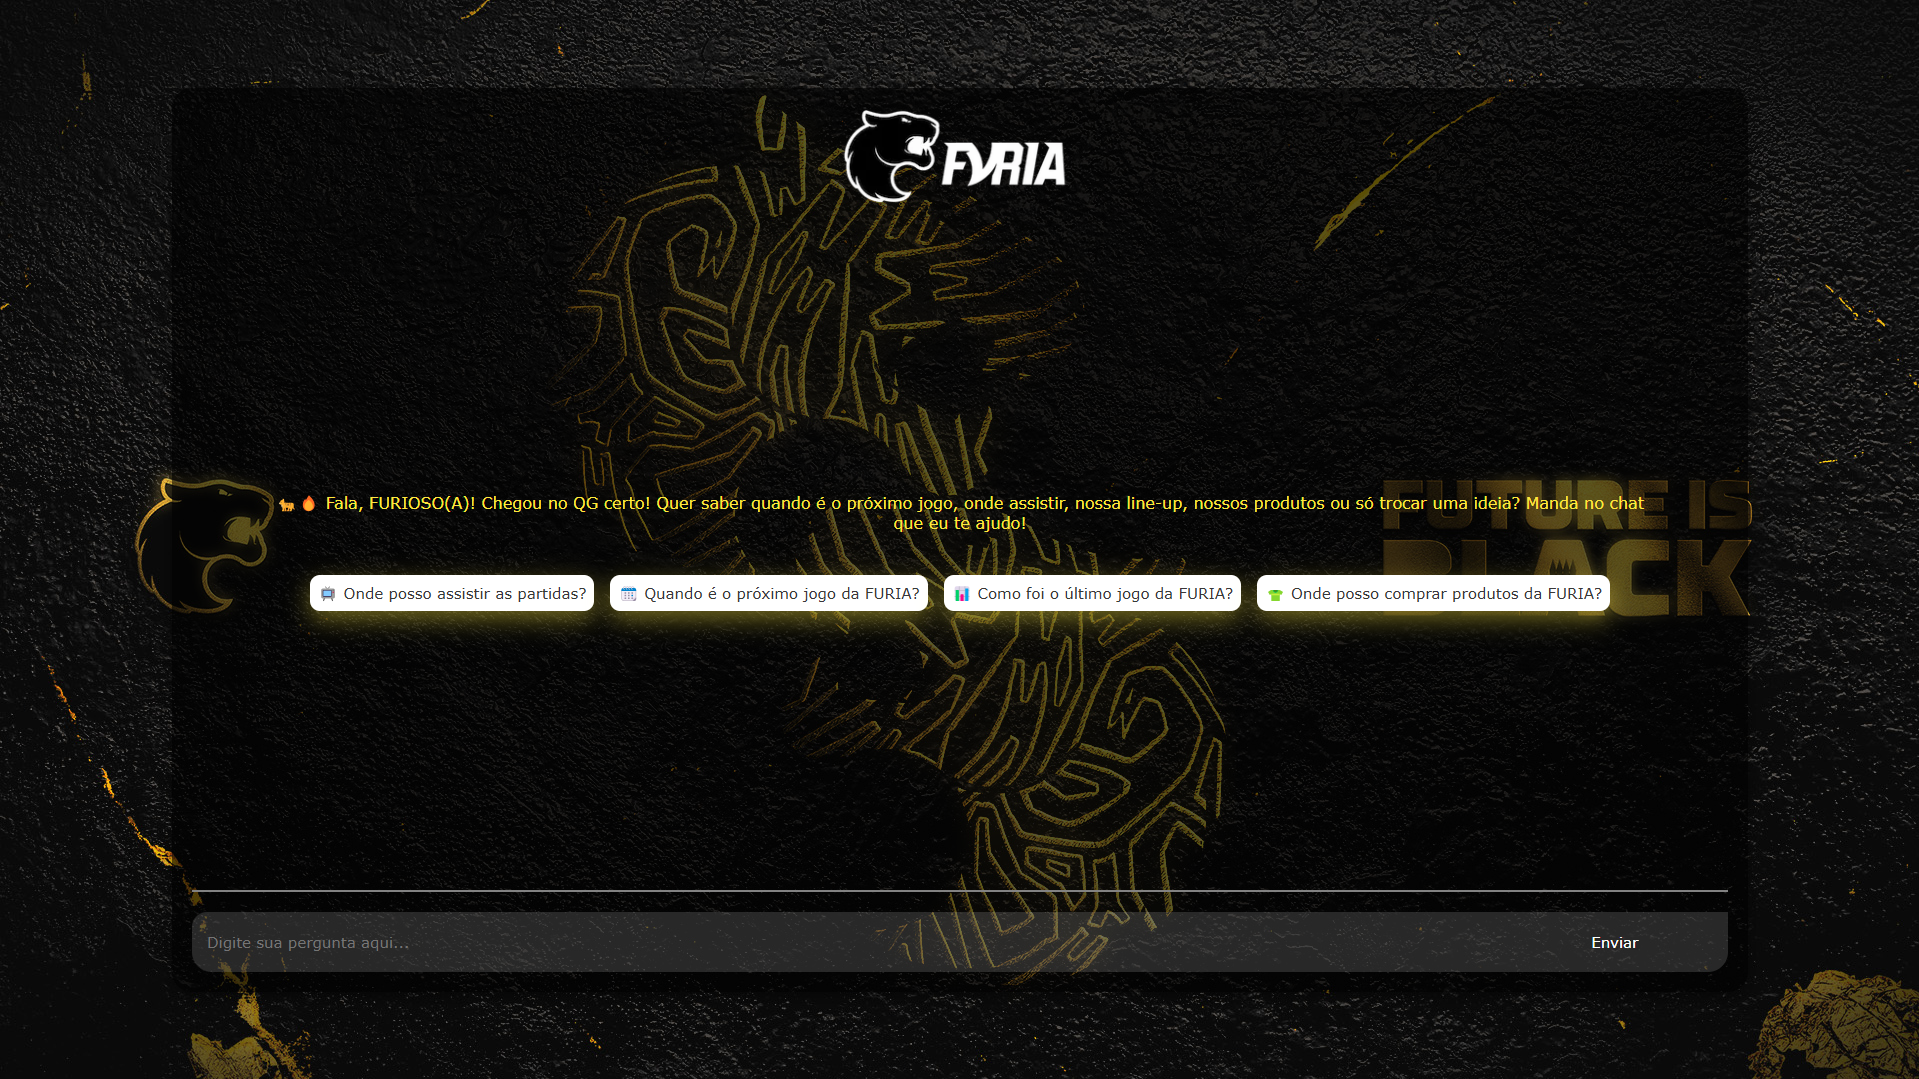 FURIA
🐆🔥 Fala, FURIOSO(A)! Chegou no QG certo! Quer saber quando é o próximo jogo, onde assistir, nossa line-up, nossos produtos ou só trocar uma ideia? Manda no chat
que eu te ajudo!
FUTURE IS
BLACK
📺 Onde posso assistir as partidas?
📅 Quando é o próximo jogo da FURIA?
📊 Como foi o último jogo da FURIA?
👕 Onde posso comprar produtos da FURIA?
Digite sua pergunta aqui...
Enviar